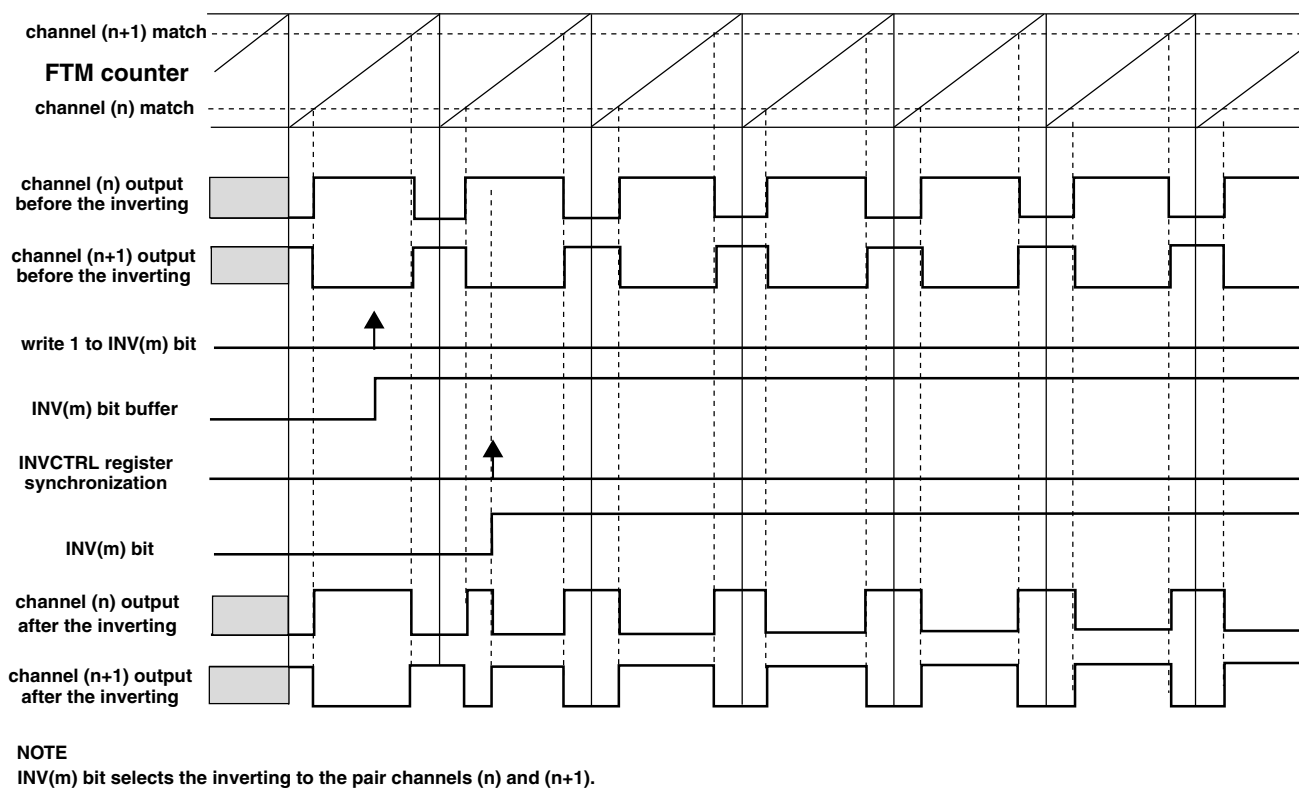 channel (n+1) match
FTM counter
channel (n) match
channel (n) output
before the inverting
channel (n+1) output
before the inverting
write 1 to INV(m) bit
INV(m) bit buffer
INVCTRL register
synchronization
INV(m) bit
channel (n) output
after the inverting
channel (n+1) output
after the inverting
NOTE
INV(m) bit selects the inverting to the pair channels (n) and (n+1).